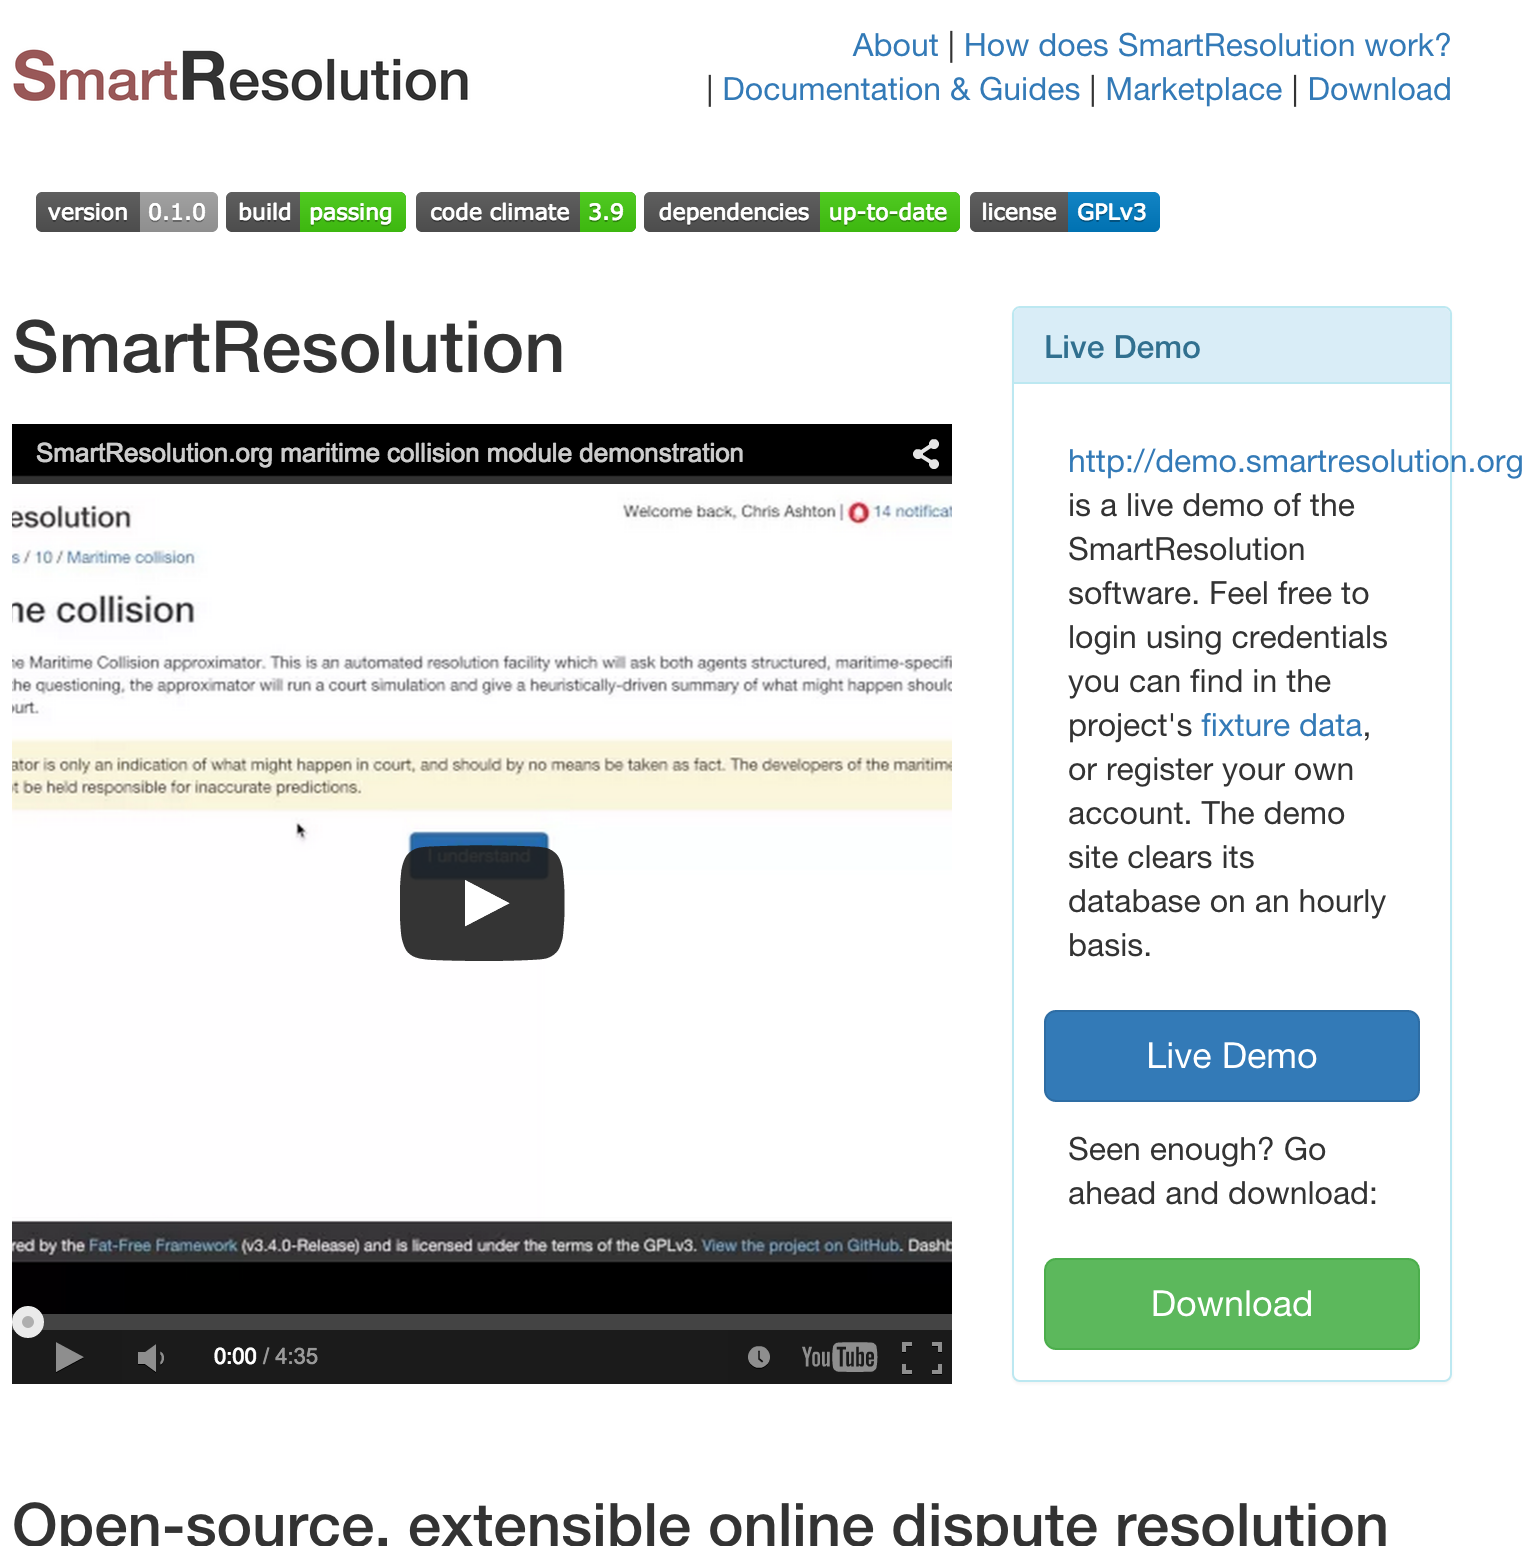 SmartResolution
About | How does SmartResolution work?
| Documentation & Guides | Marketplace | Download
version 0.1.0 build passing code climate 3.9 dependencies up-to-date license GPLv3
SmartResolution
SmartResolution.org maritime collision module demonstration
esolution
Welcome back, Chris Ashton | 14 notificat
s / 10 / Maritime collision
ne collision
e Maritime Collision approximator. This is an automated resolution facility which will ask both agents structured, maritime-specifi
he questioning, the approximator will run a court simulation and give a heuristically-driven summary of what might happen shoulc
urt.
ator is only an indication of what might happen in court, and should by no means be taken as fact. The developers of the maritime
t be held responsible for inaccurate predictions.
I understand
red by the Fat-Free Framework (v3.4.0-Release) and is licensed under the terms of the GPLv3. View the project on GitHub. Dashb
0:00 / 4:35
YouTube
Live Demo
http://demo.smartresolution.org
is a live demo of the
SmartResolution
software. Feel free to
login using credentials
you can find in the
project's fixture data,
or register your own
account. The demo
site clears its
database on an hourly
basis.
Live Demo
Seen enough? Go
ahead and download:
Download
Open-source, extensible online dispute resolution